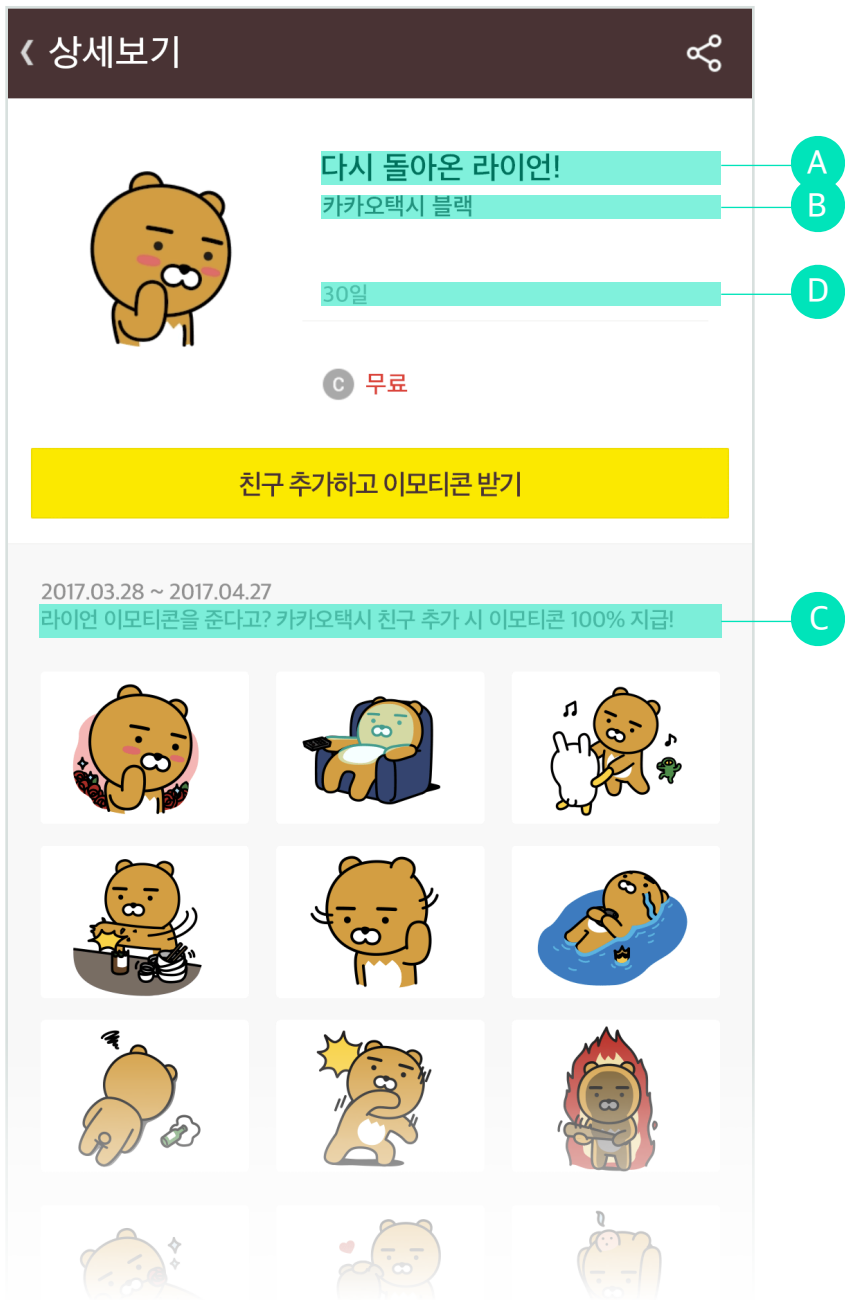 상세보기
다시 돌아온 라이언!
A
카카오택시 블랙
B
30일
D
C 무료
친구 추가하고 이모티콘 받기
2017.03.28 ~ 2017.04.27
라이언 이모티콘을 준다고? 카카오택시 친구 추가 시 이모티콘 100% 지급!
C